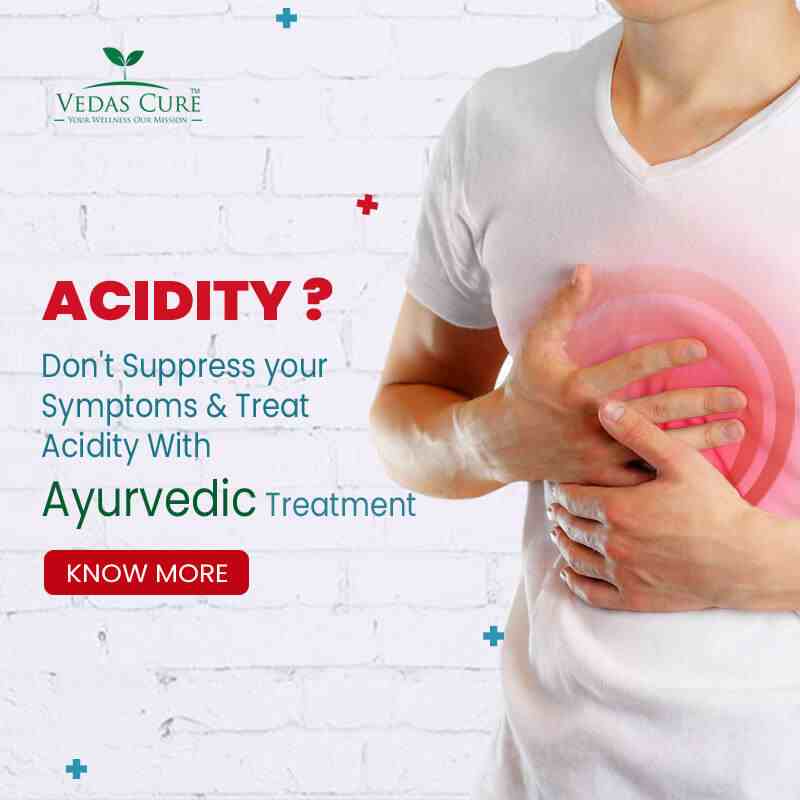 VEDAS CURE™
YOUR WELLNESS OUR MISSION
ACIDITY ?
Don't Suppress your
Symptoms & Treat
Acidity With
Ayurvedic Treatment
KNOW MORE